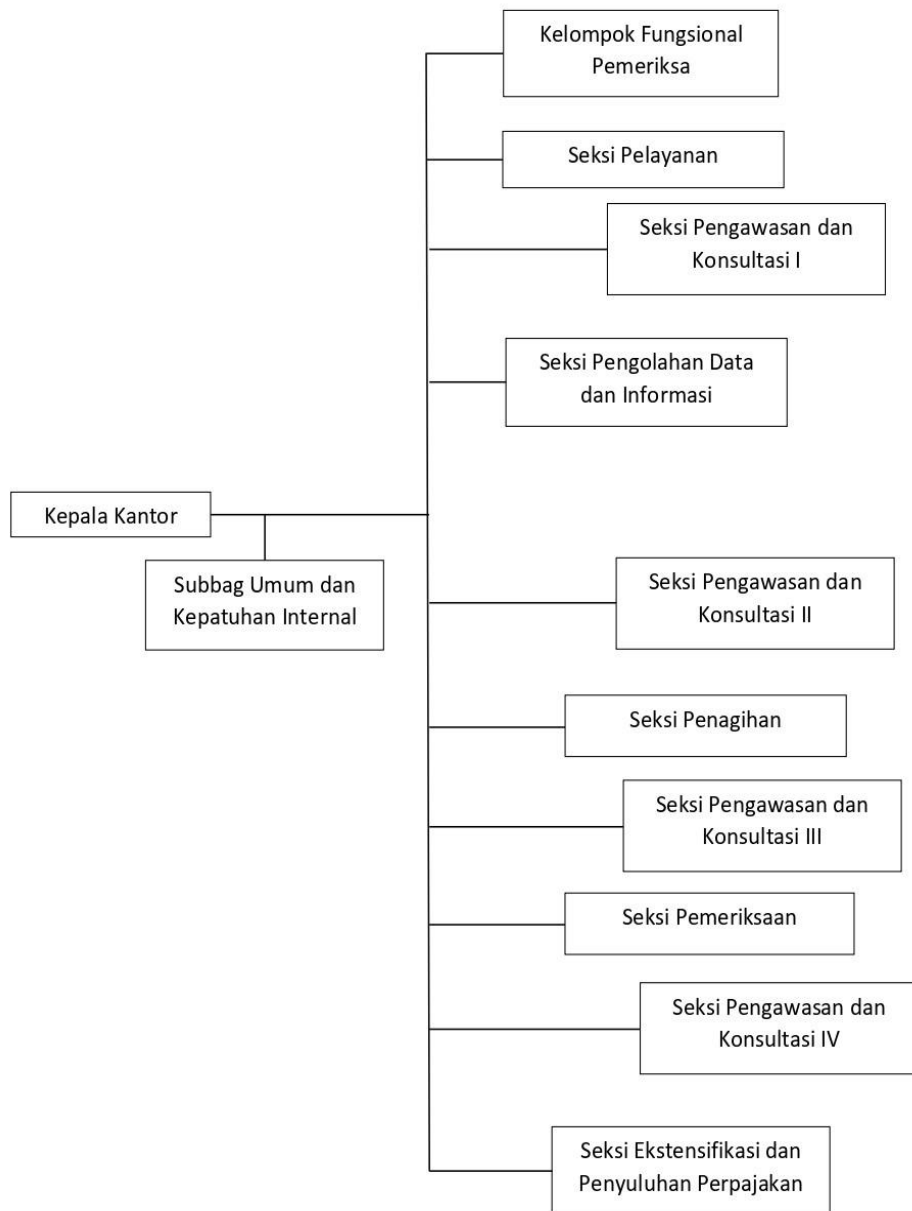 Kelompok Fungsional
Pemeriksa
Seksi Pelayanan
Seksi Pengawasan dan
Konsultasi I
Seksi Pengolahan Data
dan Informasi
Kepala Kantor
Subbag Umum dan
Kepatuhan Internal
Seksi Pengawasan dan
Konsultasi II
Seksi Penagihan
Seksi Pengawasan dan
Konsultasi III
Seksi Pemeriksaan
Seksi Pengawasan dan
Konsultasi IV
Seksi Ekstensifikasi dan
Penyuluhan Perpajakan